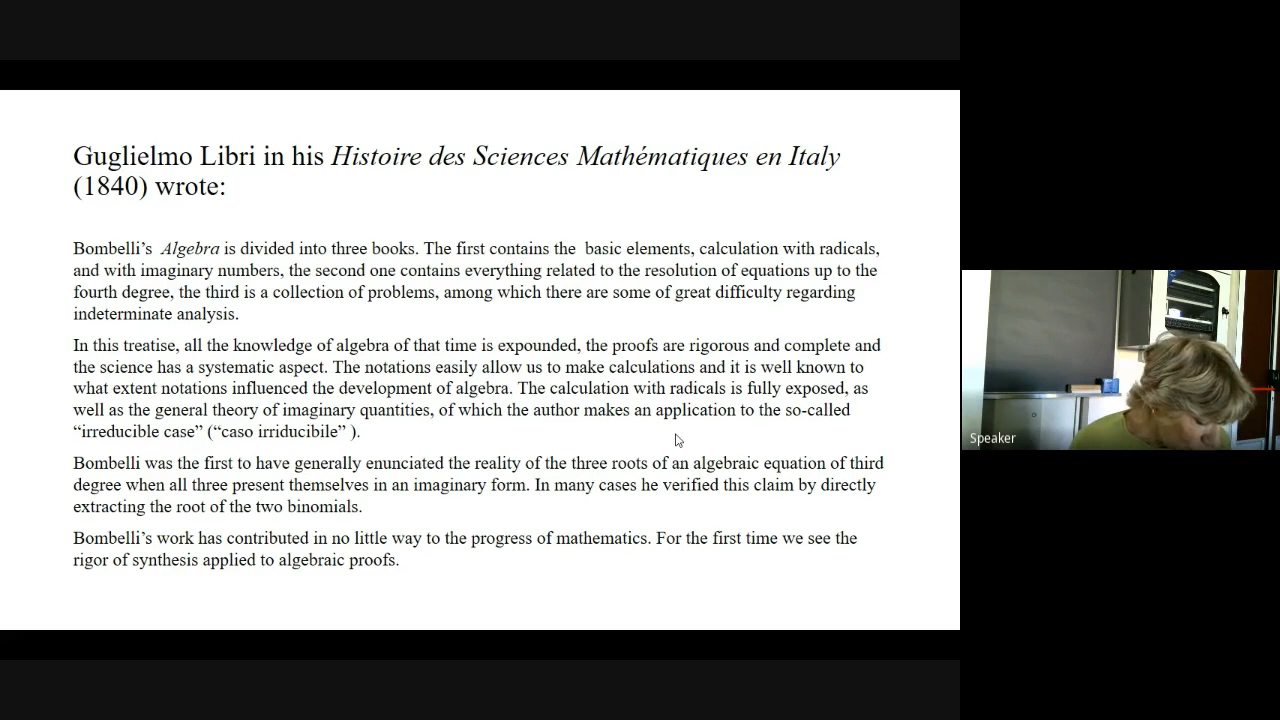 Guglielmo Libri in his Histoire des Sciences Mathématiques en Italy
(1840) wrote:
Bombelli’s Algebra is divided into three books. The first contains the basic elements, calculation with radicals,
and with imaginary numbers, the second one contains everything related to the resolution of equations up to the
fourth degree, the third is a collection of problems, among which there are some of great difficulty regarding
indeterminate analysis.
In this treatise, all the knowledge of algebra of that time is expounded, the proofs are rigorous and complete and
the science has a systematic aspect. The notations easily allow us to make calculations and it is well known to
what extent notations influenced the development of algebra. The calculation with radicals is fully exposed, as
well as the general theory of imaginary quantities, of which the author makes an application to the so-called
“irreducible case” (“caso irriducibile” ).
Bombelli was the first to have generally enunciated the reality of the three roots of an algebraic equation of third
degree when all three present themselves in an imaginary form. In many cases he verified this claim by directly
extracting the root of the two binomials.
Bombelli’s work has contributed in no little way to the progress of mathematics. For the first time we see the
rigor of synthesis applied to algebraic proofs.
Speaker